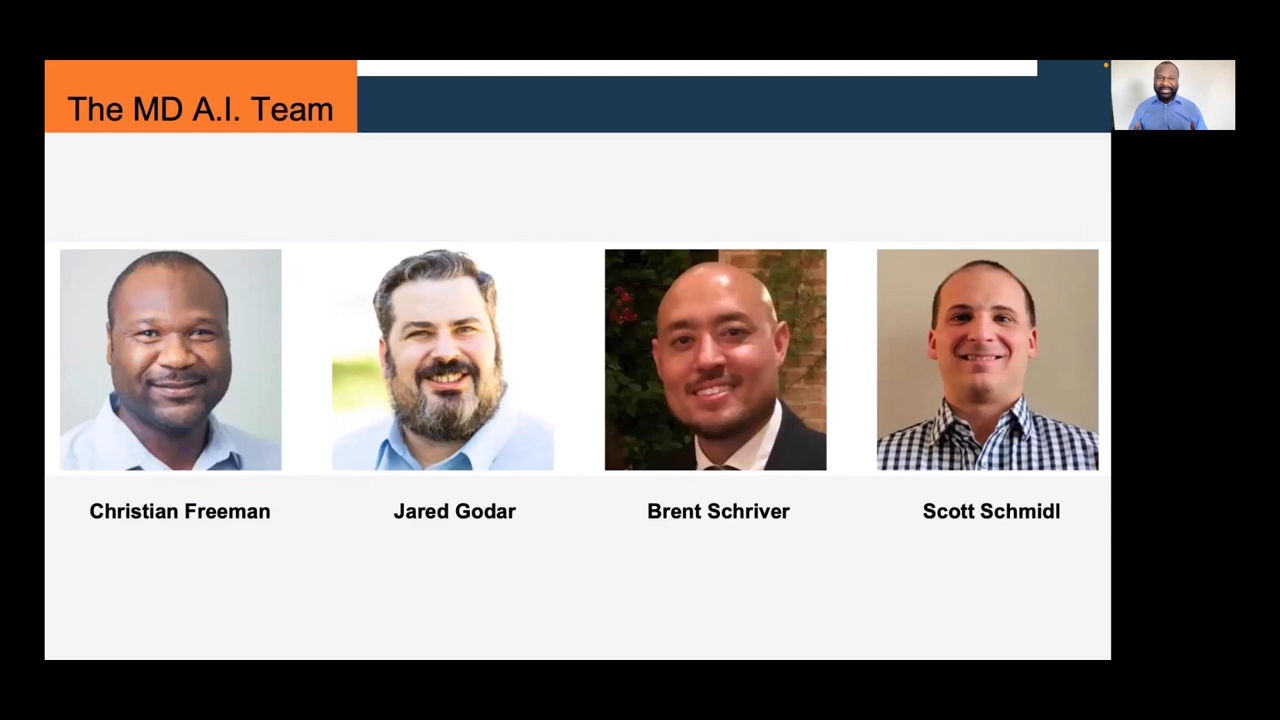 The MD A.I. Team
Christian Freeman
Jared Godar
Brent Schriver
Scott Schmidl